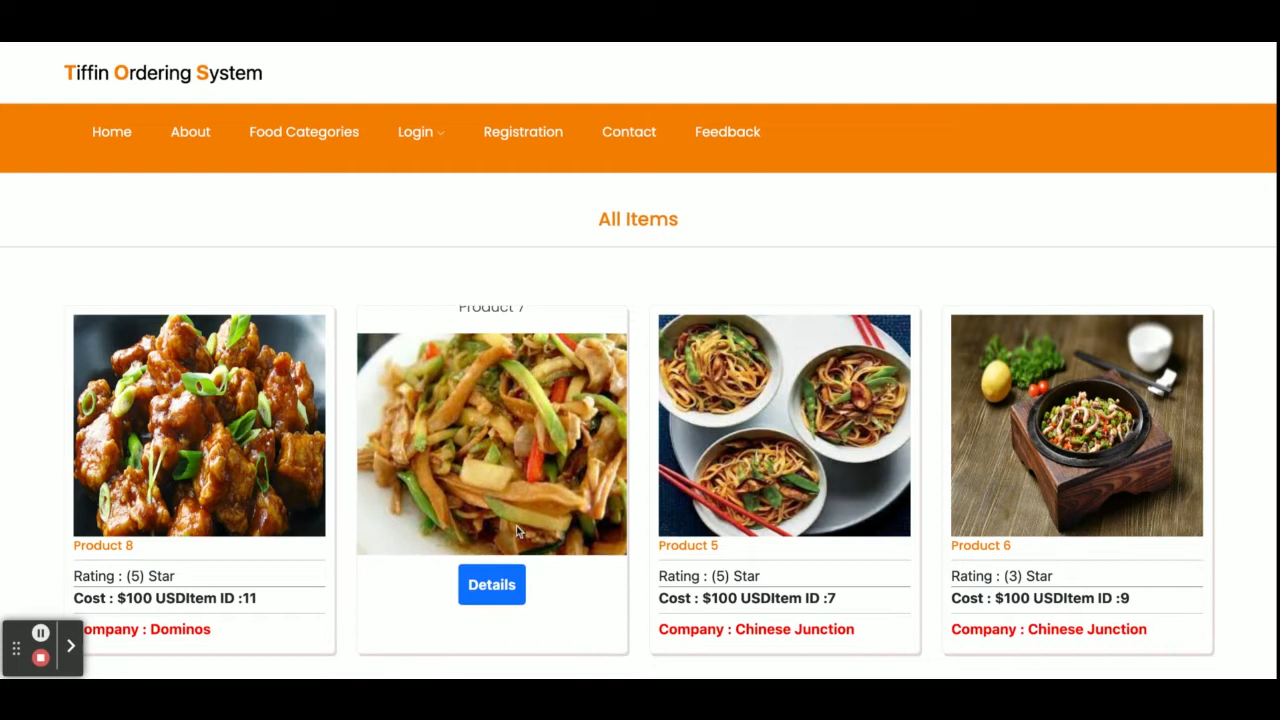 Tiffin Ordering System
Home About Food Categories Login Registration Contact Feedback
All Items
Product 8
Rating : (5) Star
Cost : $100 USDItem ID :11
ompany : Dominos
Product 7
Details
Product 5
Rating : (5) Star
Cost : $100 USDItem ID :7
Company : Chinese Junction
Product 6
Rating : (3) Star
Cost : $100 USDItem ID :9
Company : Chinese Junction